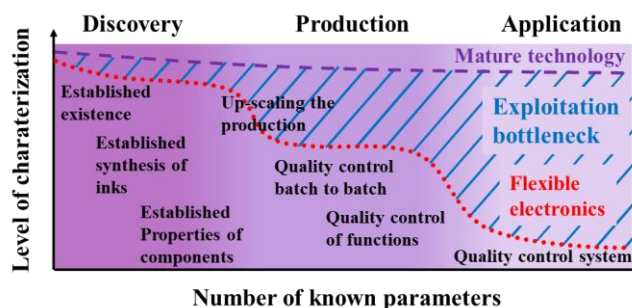 Discovery Production Application
Mature technology
Established
existence
Up-scaling the
production
Exploitation
bottleneck
Established
synthesis of
inks
Quality control
batch to batch
Flexible
electronics
Established
Properties of
components
Quality control
of functions
Quality control system
Level of charaterization
Number of known parameters